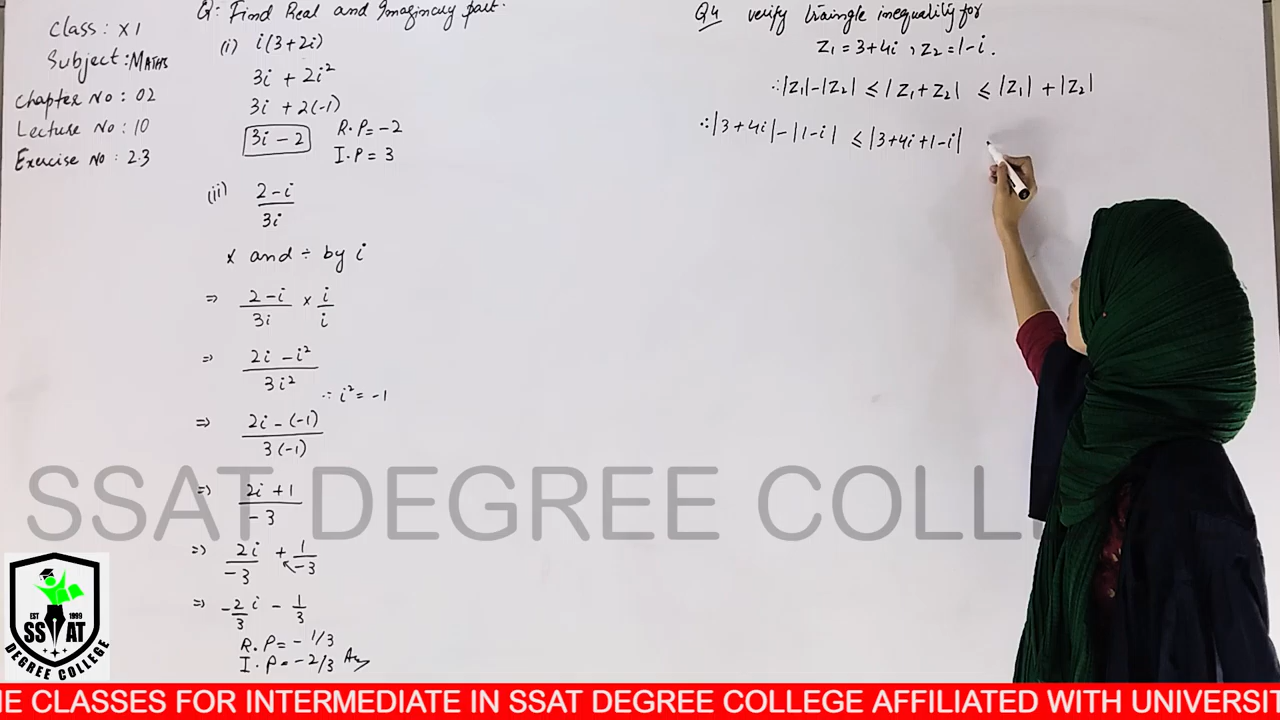 Class: XI
Subject: MATHS
Chapter No: 02
Lecture No: 10
Exercise No: 2.3
Q: Find Real and Imaginary part.
(i) i(3+2i)
3i + 2i²
3i + 2(-1)
3i - 2
R.P = -2
I.P = 3
(ii) 2-i / 3i
x and ÷ by i
⇒ 2-i / 3i × i / i
⇒ 2i - i² / 3i²
∵ i² = -1
⇒ 2i - (-1) / 3(-1)
⇒ 2i + 1 / -3
⇒ 2i / -3 + 1 / -3
⇒ -2/3 i - 1/3
R.P = -1/3
I.P = -2/3 Ans
Q4 verify traingle inequality for
Z1 = 3+4i , Z2 = 1-i .
∵ |Z1| - |Z2| ≤ |Z1 + Z2| ≤ |Z1| + |Z2|
∵ |3+4i| - |1-i| ≤ |3+4i+1-i|
SSAT DEGREE COLL
EST 1999
SSAT
DEGREE COLLEGE
NE CLASSES FOR INTERMEDIATE IN SSAT DEGREE COLLEGE AFFILIATED WITH UNIVERSIT